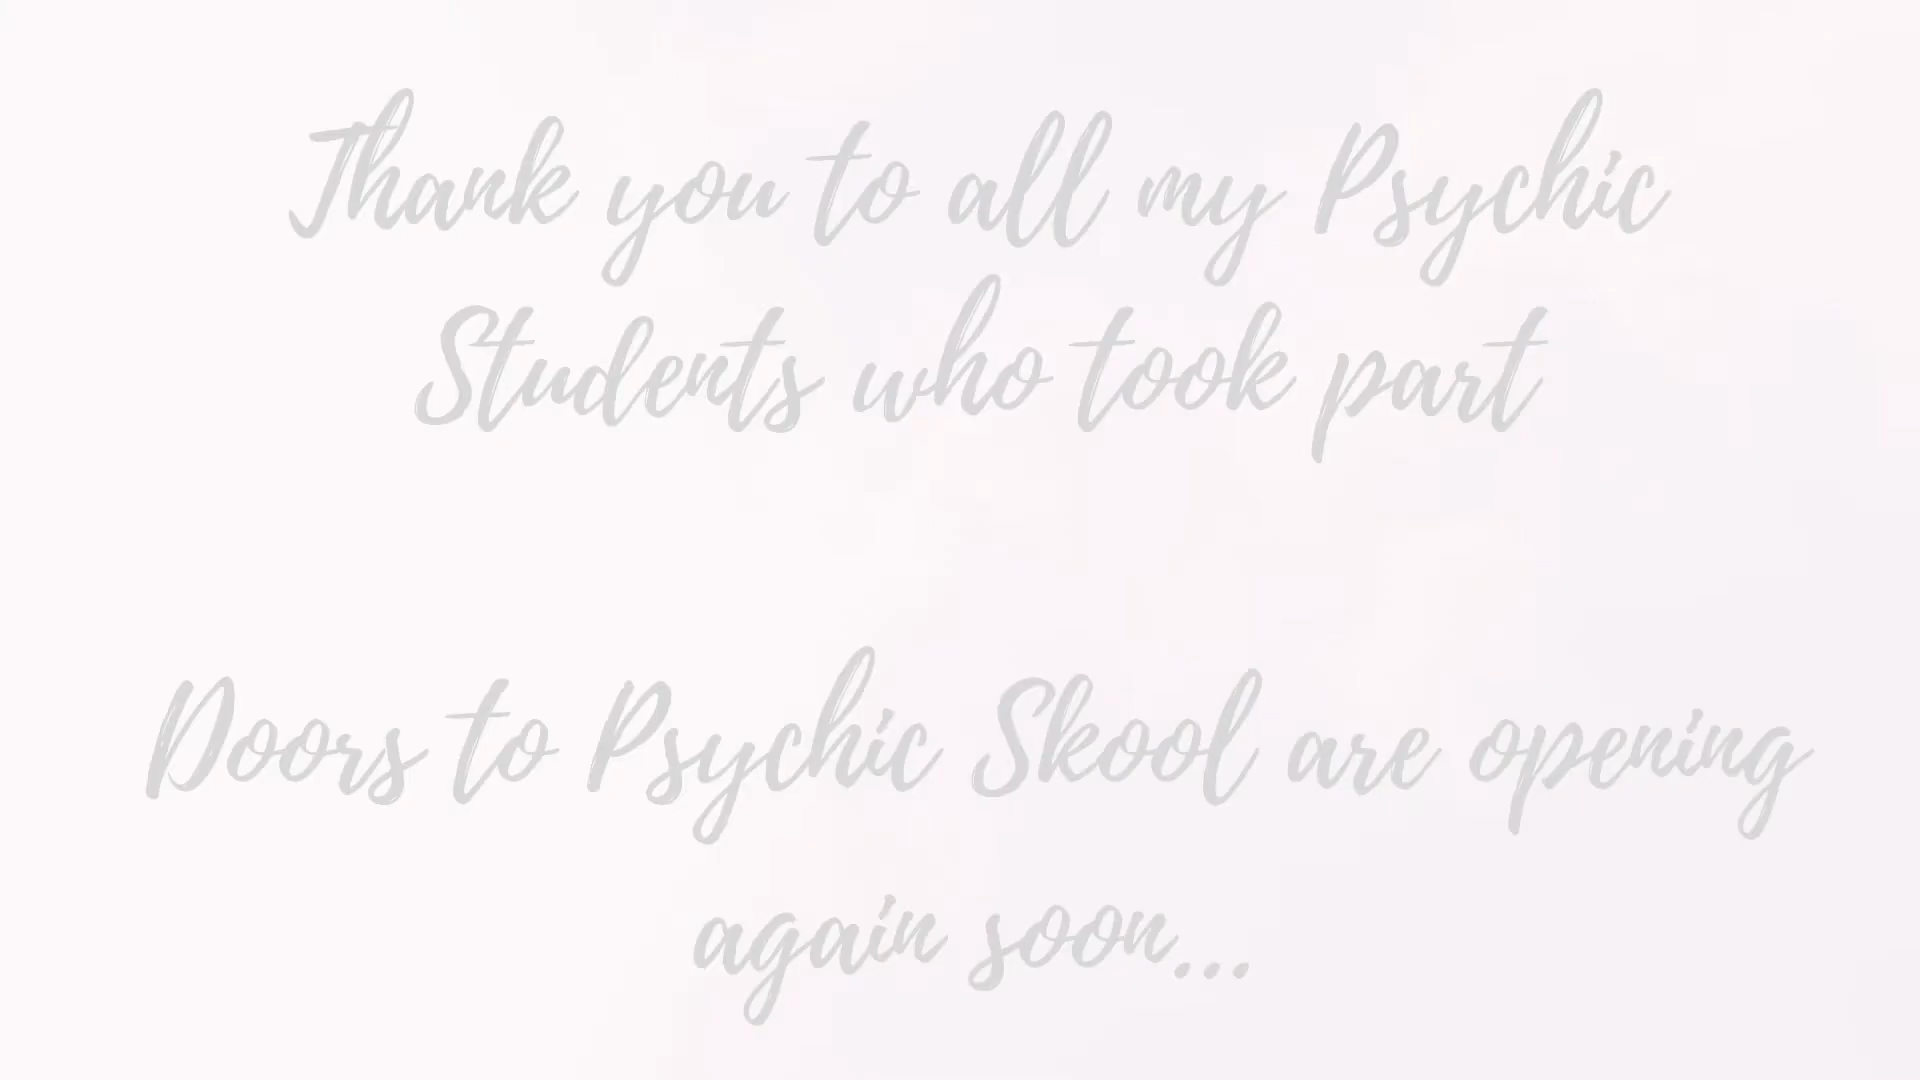 Thank you to all my Psychic
Students who took part
Doors to Psychic Skool are opening
again soon...